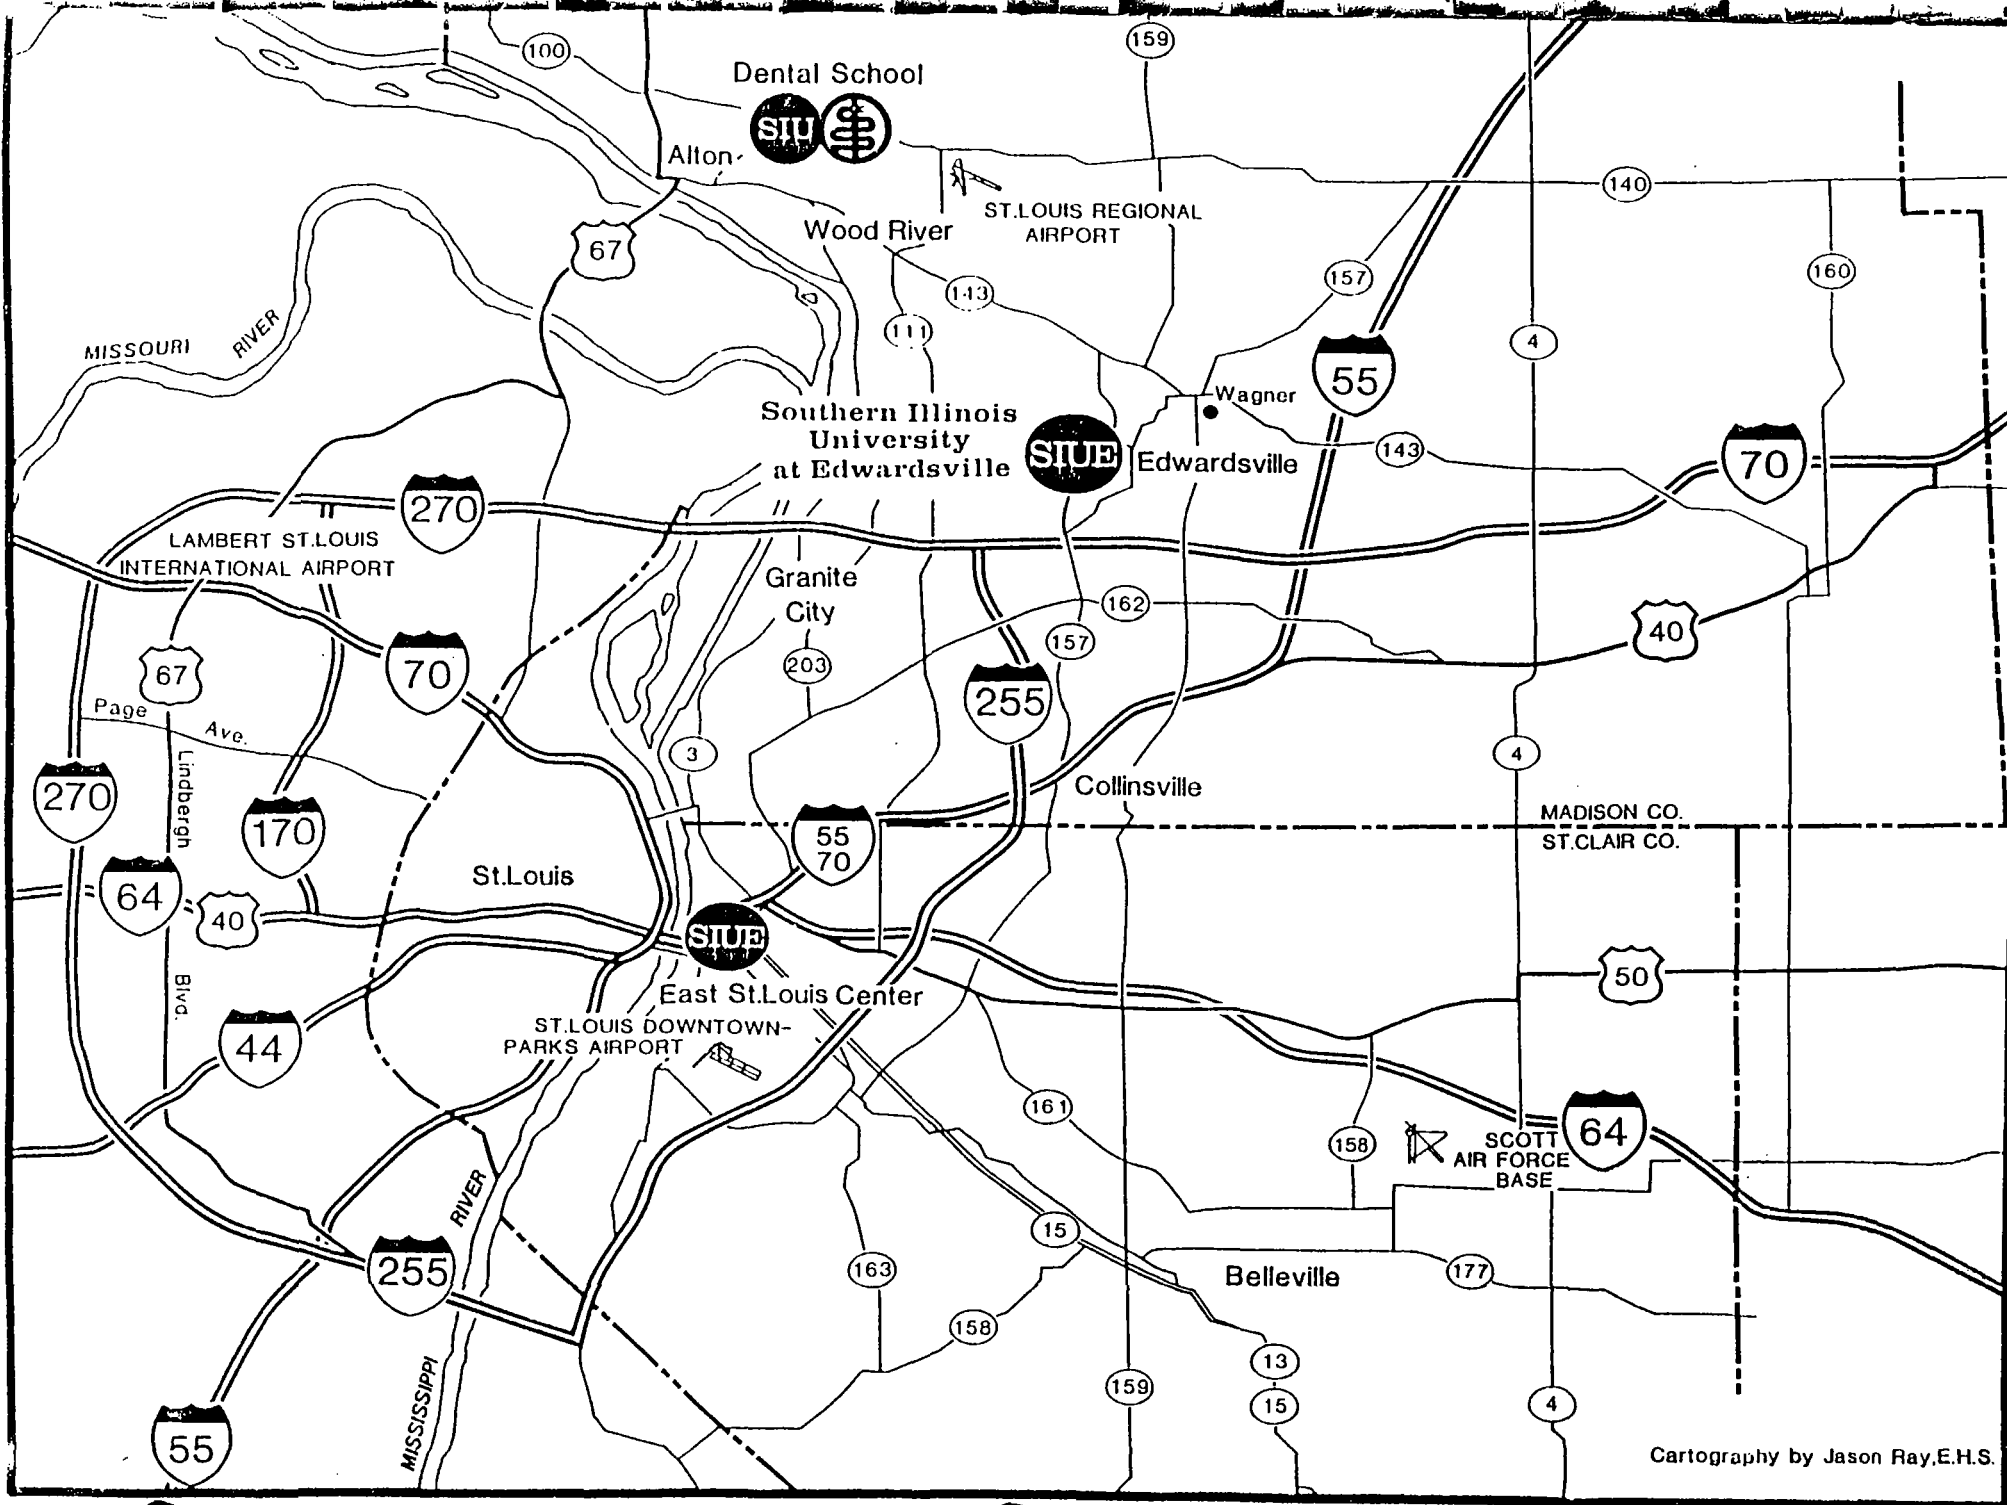 100
159
Dental School
SIU
Alton
140
ST.LOUIS REGIONAL
AIRPORT
Wood River
67
157
160
143
111
4
MISSOURI RIVER
55
Wagner
Southern Illinois
University
at Edwardsville
SIUE
Edwardsville
143
70
270
LAMBERT ST.LOUIS
INTERNATIONAL AIRPORT
Granite
City
162
40
157
203
67
70
255
Page Ave.
3
4
Lindbergh Blvd.
270
Collinsville
170
55
70
MADISON CO.
ST.CLAIR CO.
St.Louis
64
40
SIUE
East St.Louis Center
50
ST.LOUIS DOWNTOWN-
PARKS AIRPORT
44
161
158
64
SCOTT
AIR FORCE
BASE
MISSISSIPPI RIVER
15
163
255
Belleville
177
158
13
159
15
4
55
Cartography by Jason Ray,E.H.S.